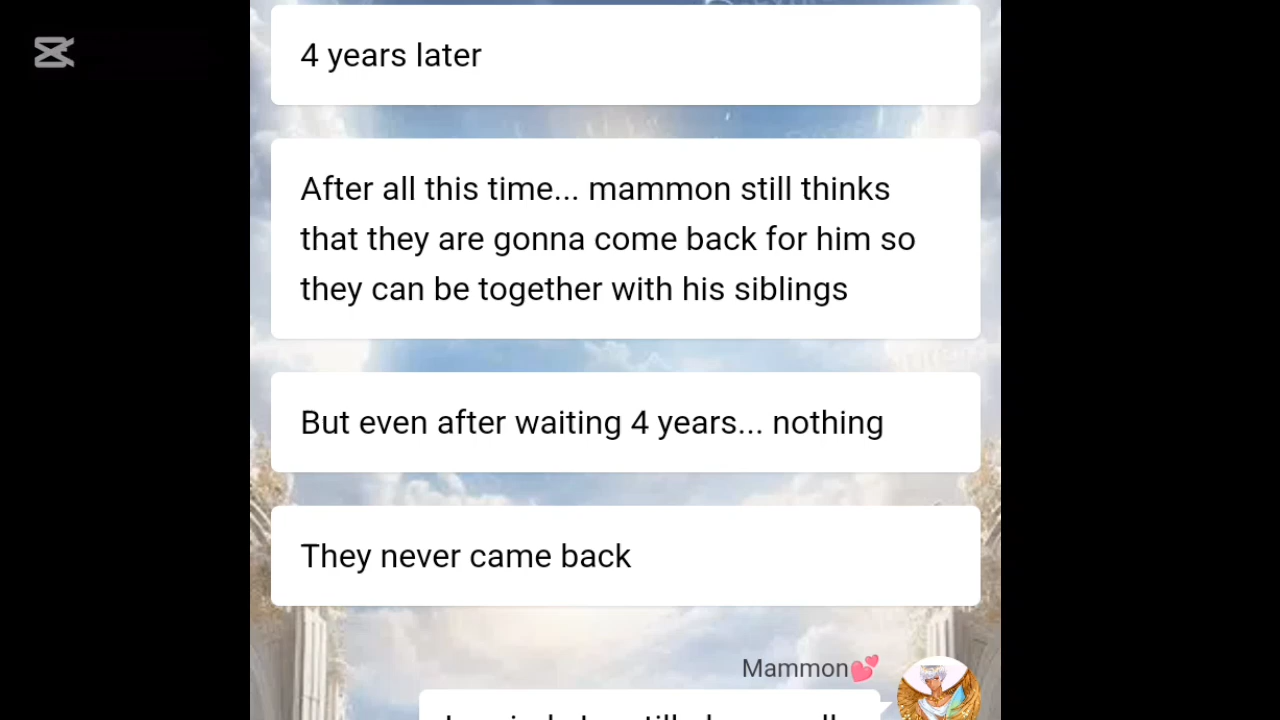 4 years later
After all this time... mammon still thinks
that they are gonna come back for him so
they can be together with his siblings
But even after waiting 4 years... nothing
They never came back
Mammon💕